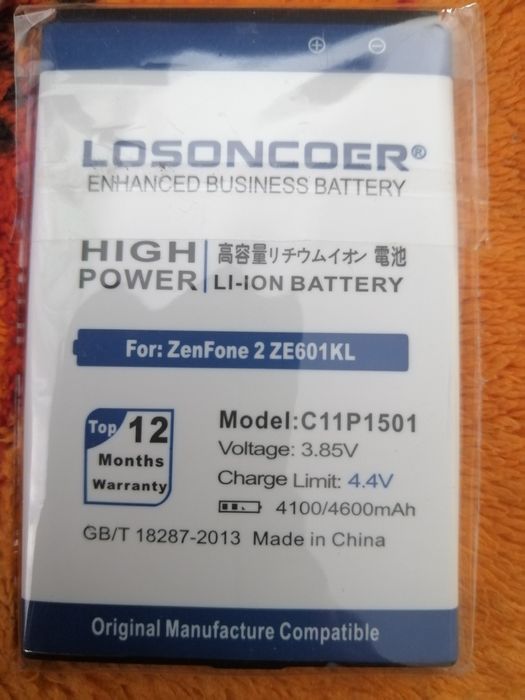 LOSONCOER®
ENHANCED BUSINESS BATTERY
HIGH POWER
高容量リチウムイオン 電池
LI-ION BATTERY
For: ZenFone 2 ZE601KL
Top 12
Months
Warranty
Model:C11P1501
Voltage: 3.85V
Charge Limit: 4.4V
4100/4600mAh
GB/T 18287-2013 Made in China
Original Manufacture Compatible